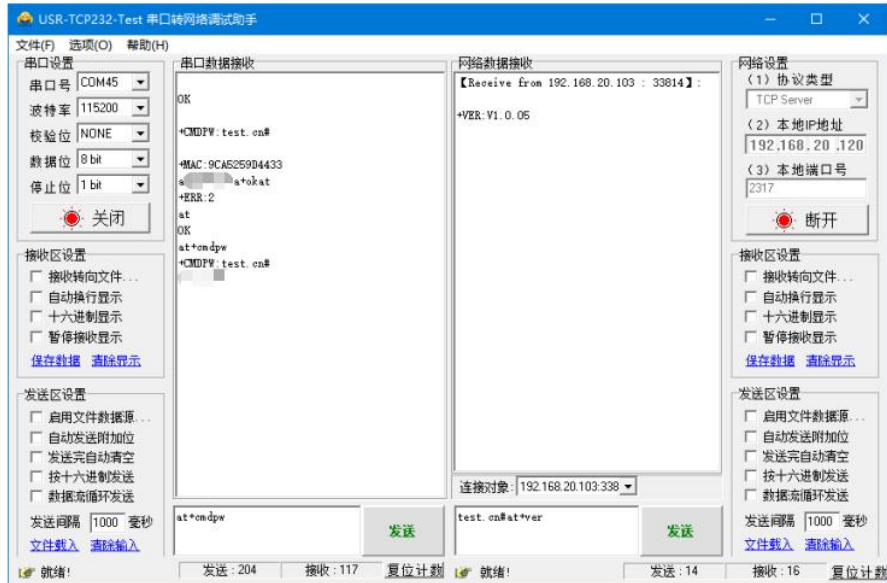 USR-TCP232-Test 串口转网络调试助手
文件(F) 选项(O) 帮助(H)
串口设置
串口号 COM45
波特率 115200
校验位 NONE
数据位 8 bit
停止位 1 bit
关闭
接收区设置
接收转向文件...
自动换行显示
十六进制显示
暂停接收显示
保存数据 清除显示
发送区设置
启用文件数据源...
自动发送附加位
发送完自动清空
按十六进制发送
数据流循环发送
发送间隔 1000 毫秒
文件载入 清除输入
串口数据接收
OK
+CMDPW:test.cn#
+MAC:9CA5259D4433
a a+okat
+ERR:2
at
OK
at+cmdpw
+CMDPW:test.cn#
at+cmdpw
发送
网络数据接收
【Receive from 192.168.20.103 : 33814】:
+VER:V1.0.05
连接对象: 192.168.20.103:338
test.cn#at+ver
发送
网络设置
(1) 协议类型
TCP Server
(2) 本地IP地址
192.168.20.120
(3) 本地端口号
2317
断开
接收区设置
接收转向文件...
自动换行显示
十六进制显示
暂停接收显示
保存数据 清除显示
发送区设置
启用文件数据源...
自动发送附加位
发送完自动清空
按十六进制发送
数据流循环发送
发送间隔 1000 毫秒
文件载入 清除输入
就绪! 发送:204 接收:117 复位计数
就绪! 发送:14 接收:16 复位计数